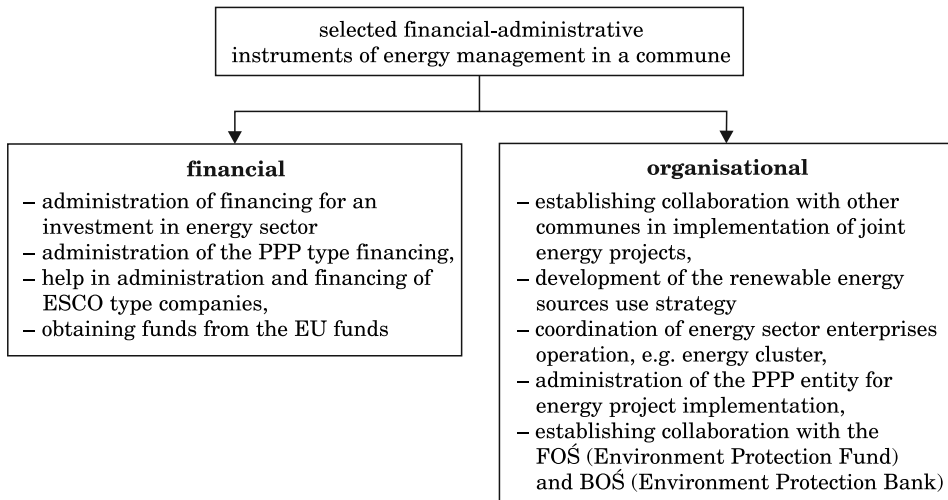 selected financial-administrative
instruments of energy management in a commune
financial
– administration of financing for an
investment in energy sector
– administration of the PPP type financing,
– help in administration and financing of
ESCO type companies,
– obtaining funds from the EU funds
organisational
– establishing collaboration with other
communes in implementation of joint
energy projects,
– development of the renewable energy
sources use strategy
– coordination of energy sector enterprises
operation, e.g. energy cluster,
– administration of the PPP entity for
energy project implementation,
– establishing collaboration with the
FOŚ (Environment Protection Fund)
and BOŚ (Environment Protection Bank)